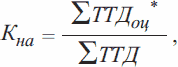 К_на = ∑ТТД_оц* / ∑ТТД ,